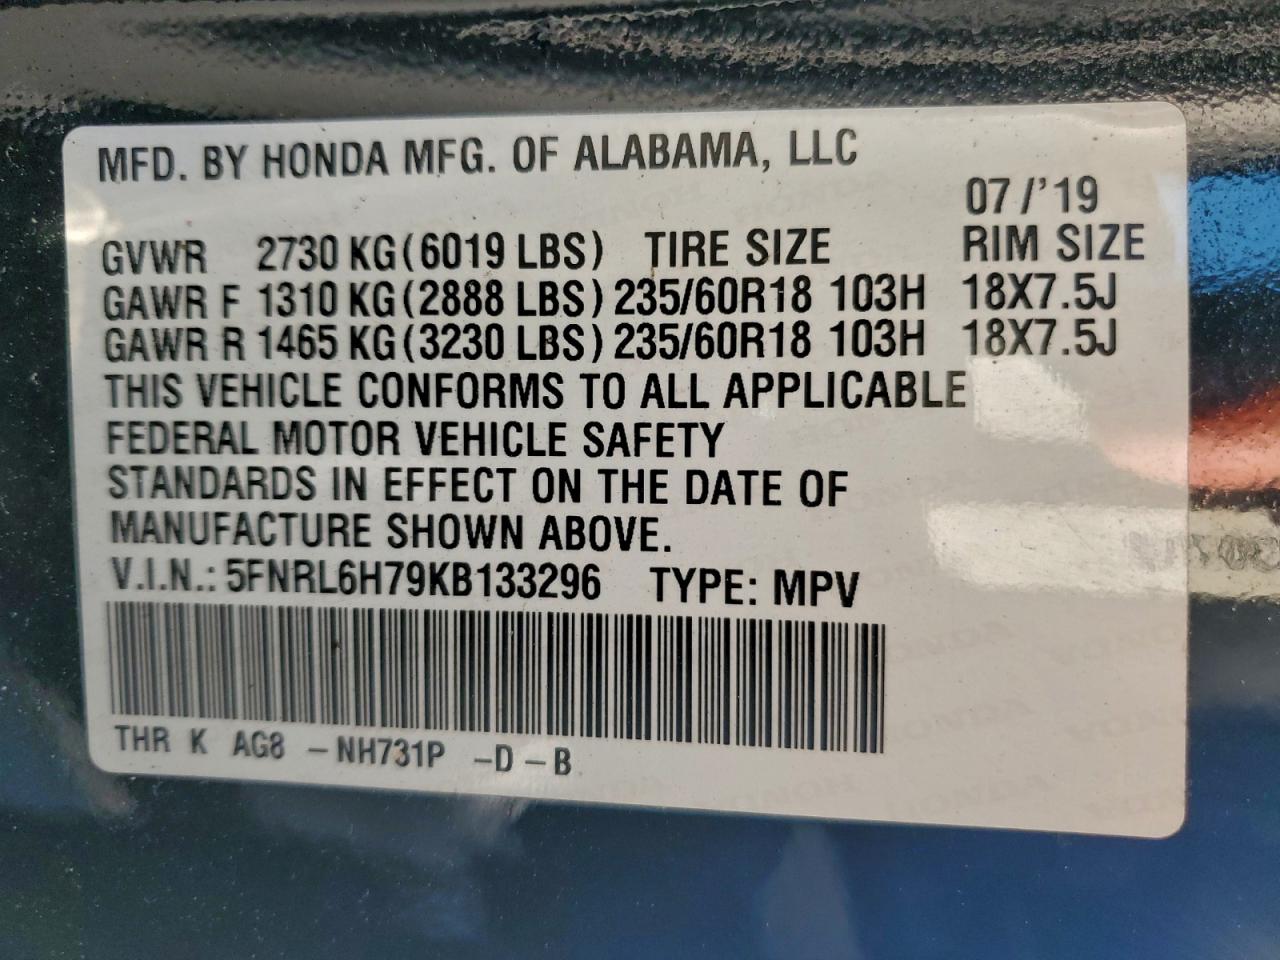 MFD. BY HONDA MFG. OF ALABAMA, LLC
07/'19
GVWR 2730 KG(6019 LBS) TIRE SIZE RIM SIZE
GAWR F 1310 KG(2888 LBS) 235/60R18 103H 18X7.5J
GAWR R 1465 KG(3230 LBS) 235/60R18 103H 18X7.5J
THIS VEHICLE CONFORMS TO ALL APPLICABLE
FEDERAL MOTOR VEHICLE SAFETY
STANDARDS IN EFFECT ON THE DATE OF
MANUFACTURE SHOWN ABOVE.
V.I.N.: 5FNRL6H79KB133296 TYPE: MPV
THR K AG8 -NH731P -D-B